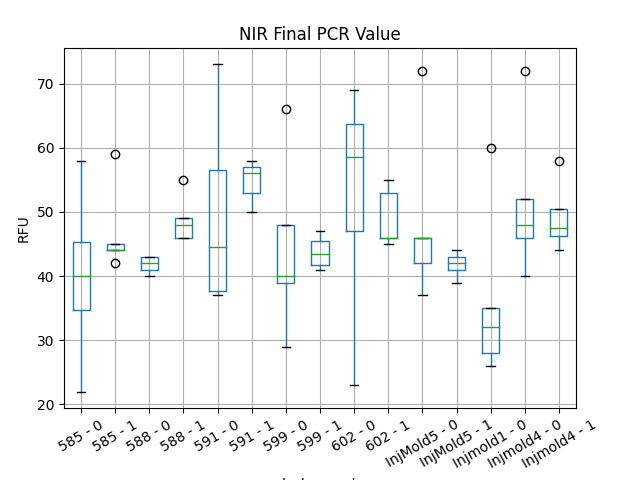 NIR Final PCR Value
RFU
70
60
50
40
30
20
585 - 0
585 - 1
588 - 0
588 - 1
591 - 0
591 - 1
599 - 0
599 - 1
602 - 0
602 - 1
InjMold5 - 0
InjMold5 - 1
Injmold1 - 0
Injmold4 - 0
Injmold4 - 1